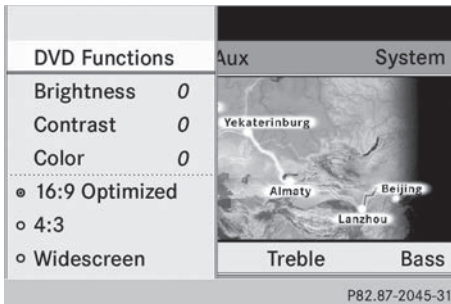 DVD Functions Aux System
Brightness 0
Contrast 0
Color 0
16:9 Optimized
4:3
Widescreen
Yekaterinburg
Almaty
Beijing
Lanzhou
Treble Bass
P82.87-2045-31